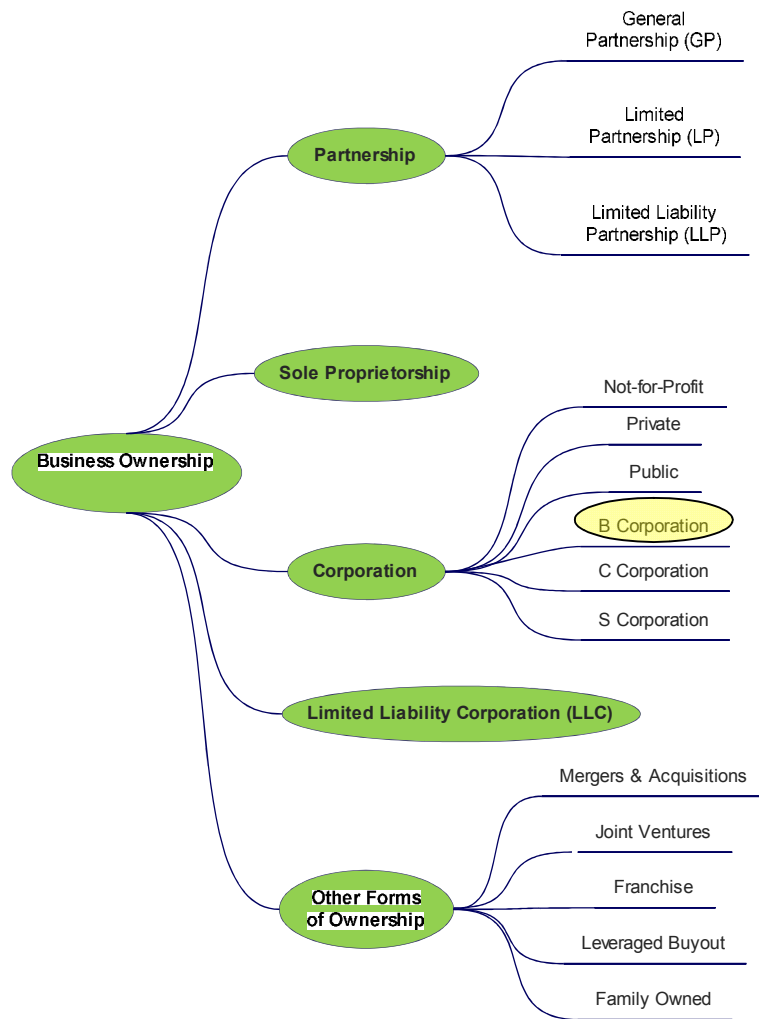 General
Partnership (GP)
Limited
Partnership (LP)
Partnership
Limited Liability
Partnership (LLP)
Sole Proprietorship
Not-for-Profit
Private
Business Ownership
Public
B Corporation
Corporation
C Corporation
S Corporation
Limited Liability Corporation (LLC)
Mergers & Acquisitions
Joint Ventures
Other Forms
of Ownership
Franchise
Leveraged Buyout
Family Owned